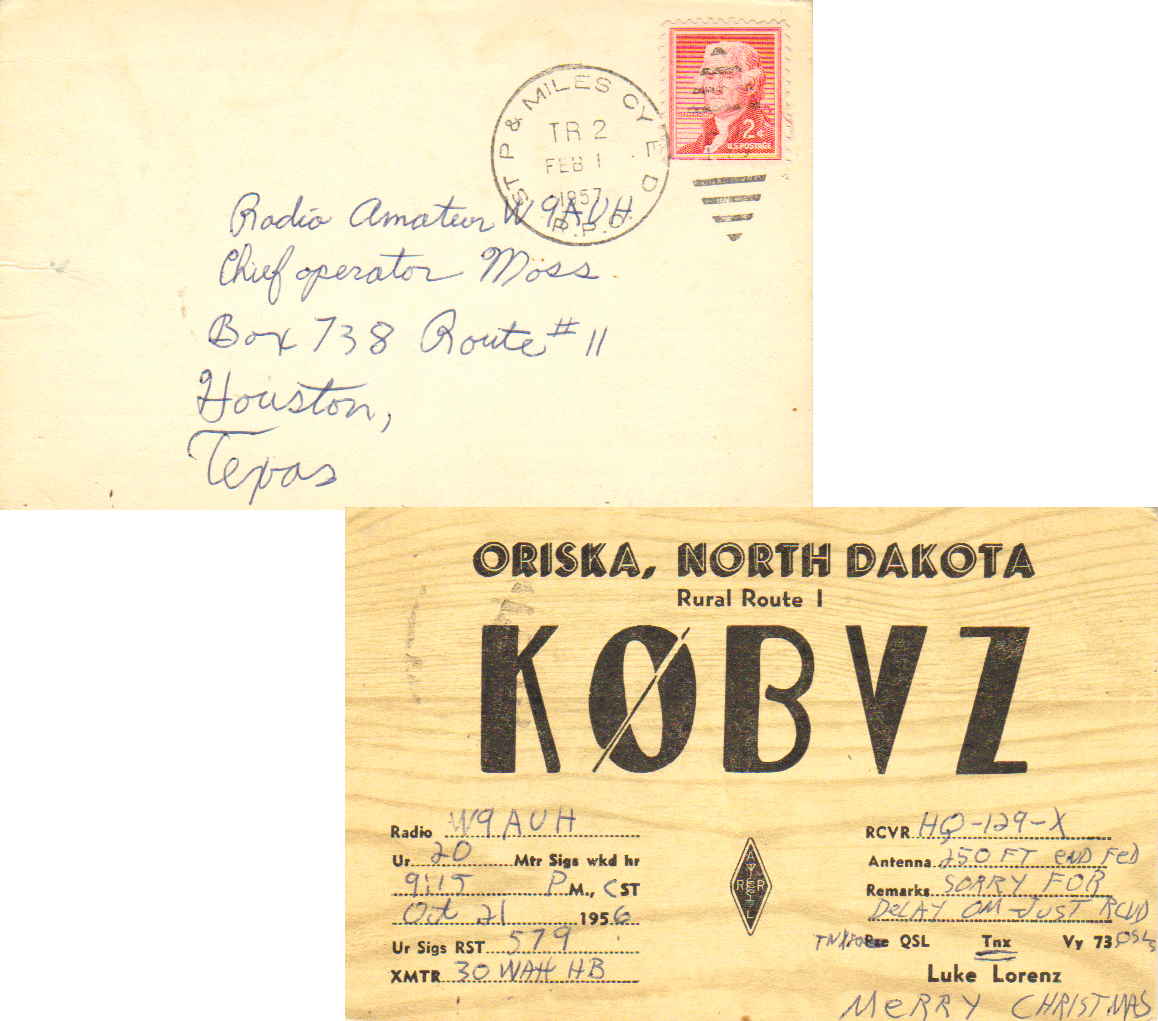 ST P & MILES CY E D
TR 2
FEB 1
1957
R.P.O.
2¢
U.S. POSTAGE
Radio Amateur W9AUH
Chief operator Moss
Box 738 Route #11
Houston,
Texas
ORISKA, NORTH DAKOTA
Rural Route 1
KØBVZ
Radio W9AUH
Ur 20 Mtr Sigs wkd hr
9:15 P M., C ST
Oct 21 1956
Ur Sigs RST 579
XMTR 30 WAH HB
A
R R
L
RCVR HQ-129-X
Antenna 250 FT END FED
Remarks SORRY FOR
DELAY OM JUST RCVD
Pse QSL Tnx Vy 73 QSLs
Luke Lorenz
MERRY CHRISTMAS